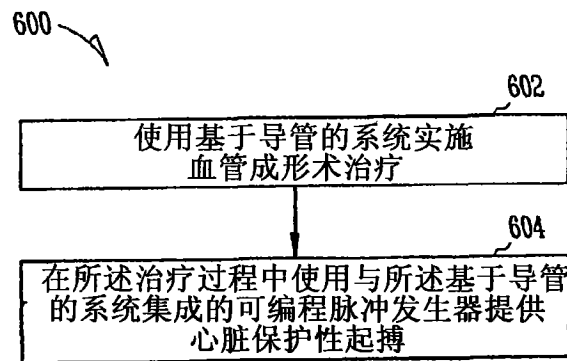 600
602
使用基于导管的系统实施
血管成形术治疗
604
在所述治疗过程中使用与所述基于导管
的系统集成的可编程脉冲发生器提供
心脏保护性起搏